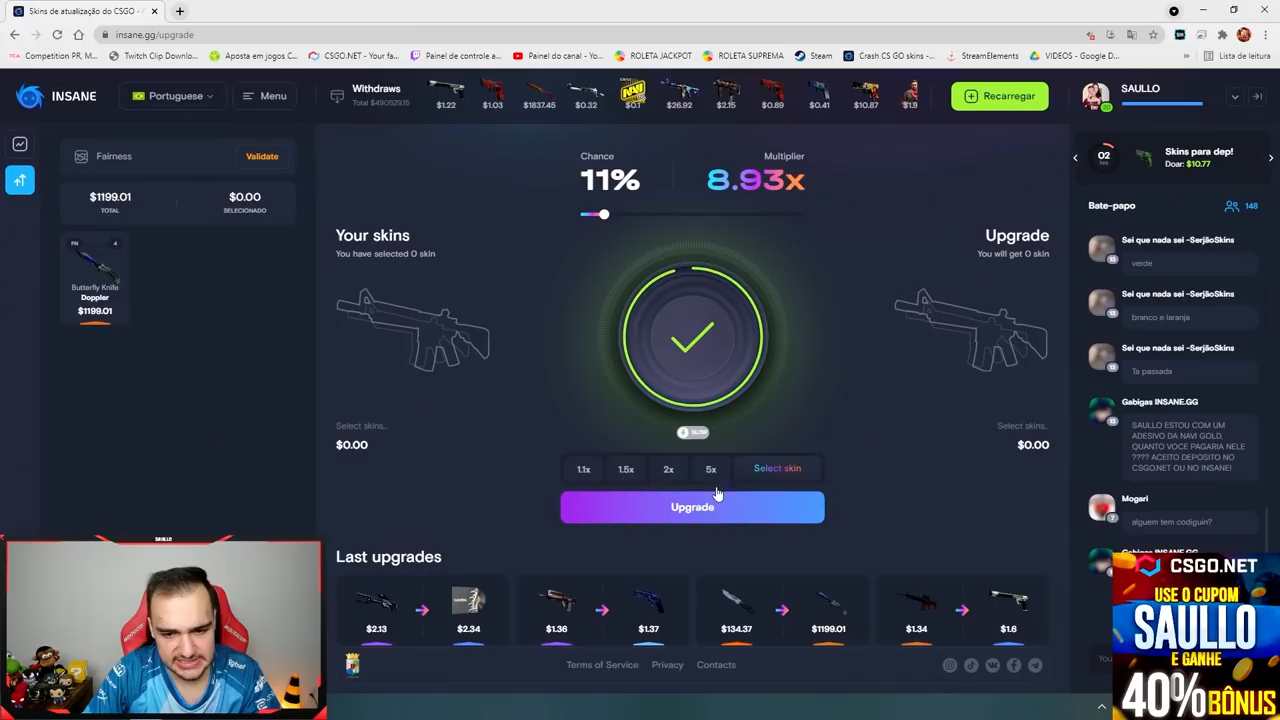 Skins de atualização do CSGO - C
insane.gg/upgrade
Competition PR, M...
Twitch Clip Downlo...
Aposta em jogos C...
CSGO.NET - Your fa...
Painel de controle a...
Painel do canal - Yo...
ROLETA JACKPOT
ROLETA SUPREMA
Steam
Crash CS GO skins -...
StreamElements
VIDEOS - Google D...
Lista de leitura
INSANE
Portuguese
Menu
Withdraws
Total $490529.15
$1.22
$1.03
$1837.45
$0.32
$0.1
$26.92
$2.15
$0.89
$0.41
$10.87
Recarregar
SAULLO
Fairness
Validate
$1199.01
TOTAL
$0.00
SELECIONADO
FN
4
Butterfly Knife
Doppler
$1199.01
Chance
11%
Multiplier
8.93x
Your skins
You have selected 0 skin
Upgrade
You will get 0 skin
Select skins..
$0.00
Select skins..
$0.00
SLOW
1.1x
1.5x
2x
5x
Select skin
Upgrade
Last upgrades
$2.13
$2.34
$1.36
$1.37
$134.37
$1199.01
$1.34
$1.6
Terms of Service
Privacy
Contacts
02
Skins para dep!
Doar: $10.77
Bate-papo
148
Sei que nada sei -SerjãoSkins
verde
Sei que nada sei -SerjãoSkins
branco e laranja
Sei que nada sei -SerjãoSkins
Ta passada
Gabigas INSANE.GG
SAULLO ESTOU COM UM
ADESIVO DA NAVI GOLD,
QUANTO VOCE PAGARIA NELE
???? ACEITO DEPOSITO NO
CSGO.NET OU NO INSANE!
Mogari
alguem tem codiguin?
SAULLO
CSGO.NET
USE O CUPOM
SAULLO
E GANHE
40% BÔNUS